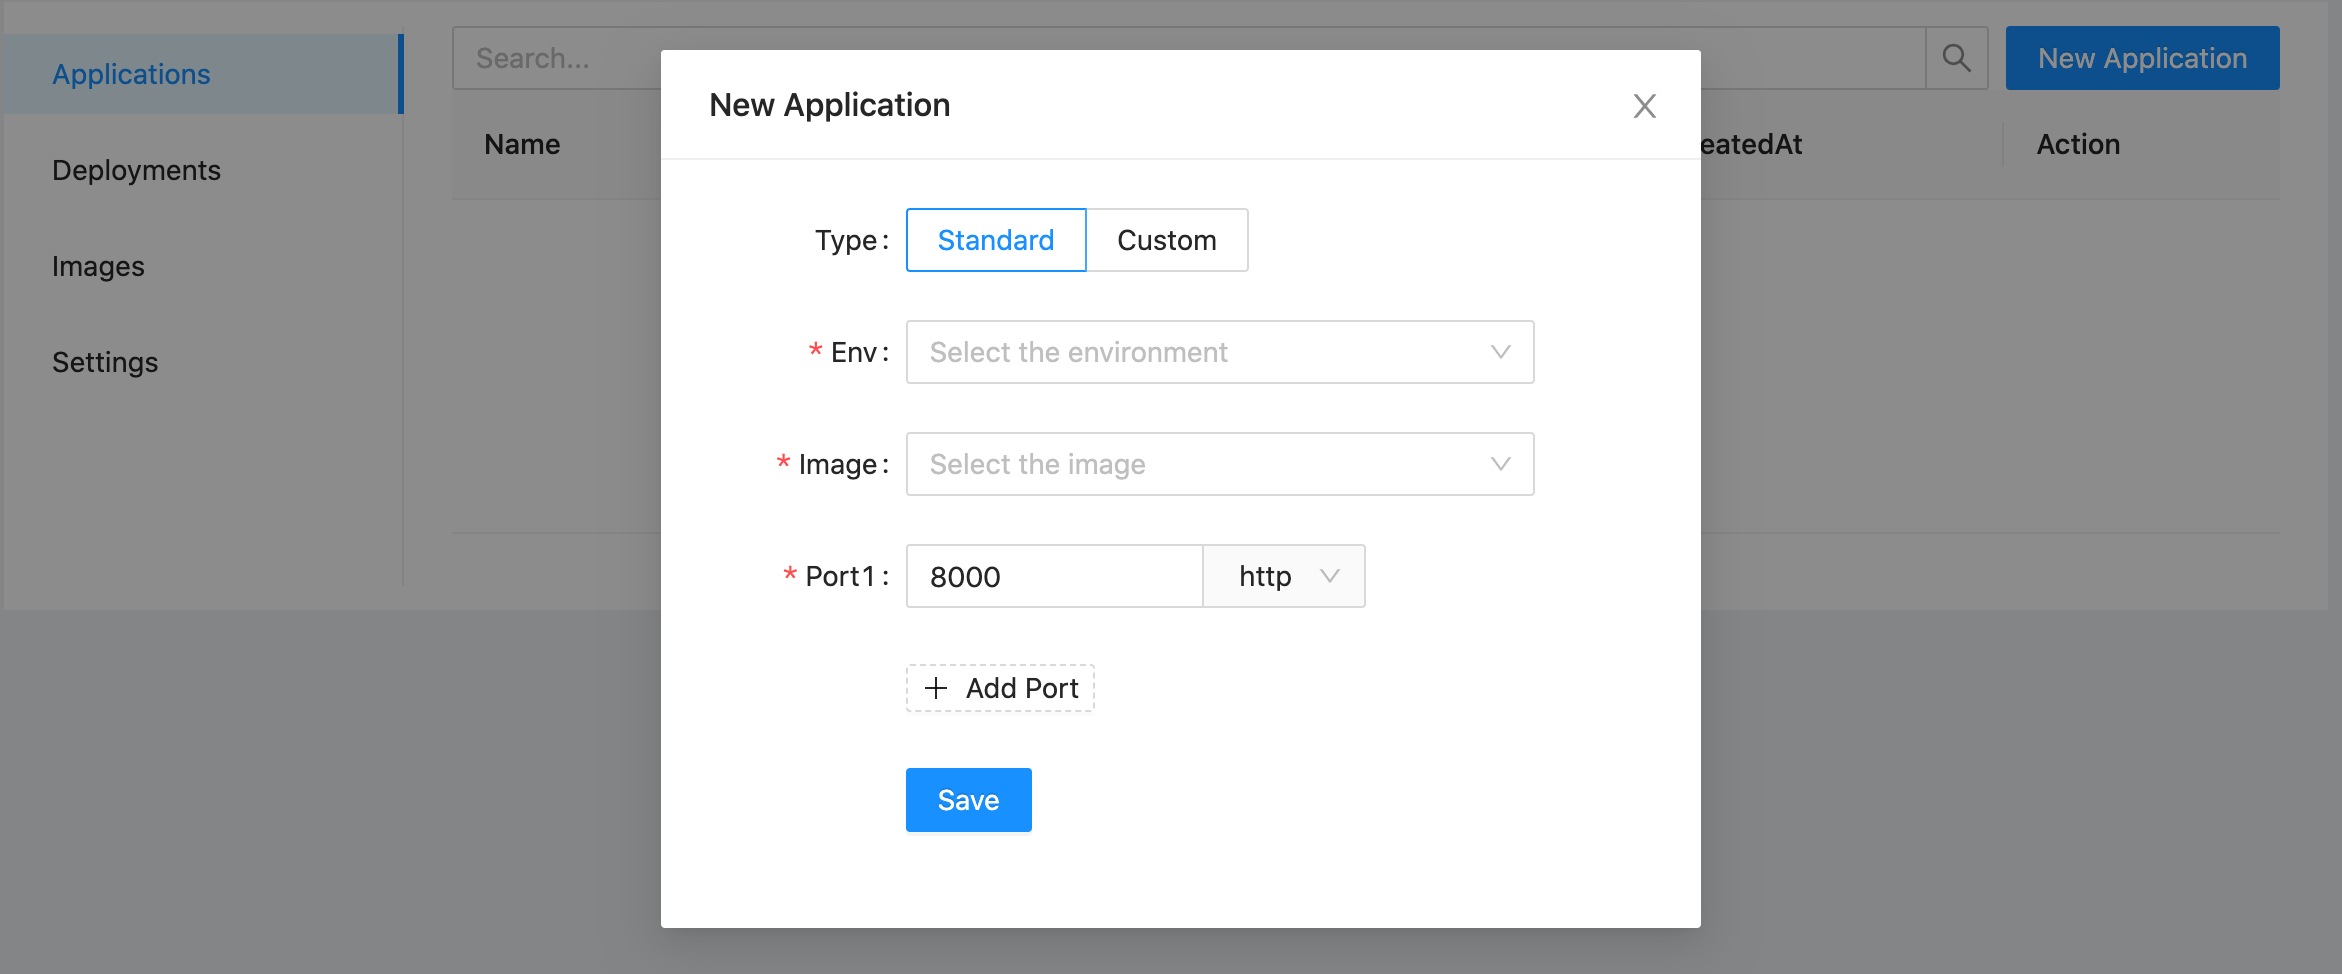 Applications
Deployments
Images
Settings
Search...
New Application
Name
eatedAt
Action
New Application
Type:
Standard
Custom
* Env:
Select the environment
* Image:
Select the image
* Port1:
8000
http
+ Add Port
Save